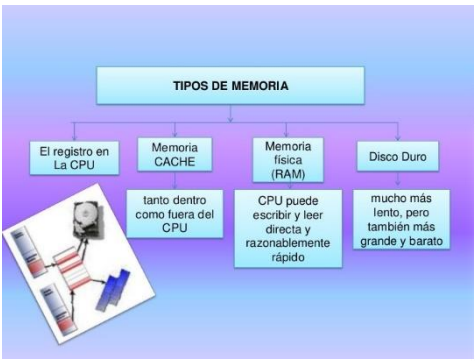 TIPOS DE MEMORIA
El registro en
La CPU
Memoria
CACHE
Memoria
física
(RAM)
Disco Duro
tanto dentro
como fuera del
CPU
CPU puede
escribir y leer
directa y
razonablemente
rápido
mucho más
lento, pero
también más
grande y barato